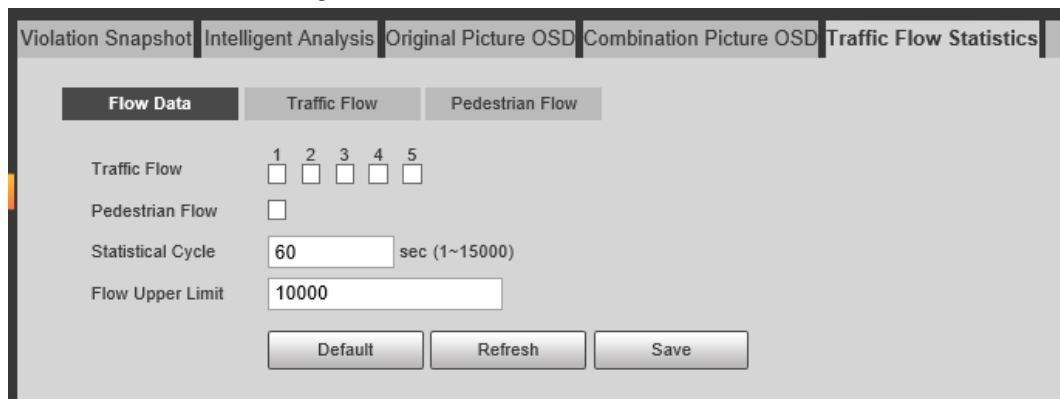 Violation Snapshot Intelligent Analysis Original Picture OSD Combination Picture OSD Traffic Flow Statistics
Flow Data Traffic Flow Pedestrian Flow
1 2 3 4 5
Traffic Flow
Pedestrian Flow
Statistical Cycle 60 sec (1~15000)
Flow Upper Limit 10000
Default Refresh Save